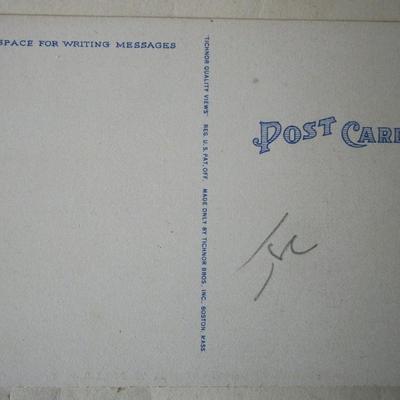 SPACE FOR WRITING MESSAGES
TICHNOR QUALITY VIEWS REG. U.S. PAT. OFF. MADE ONLY BY TICHNOR BROS. INC. BOSTON, MASS.
POST CARD